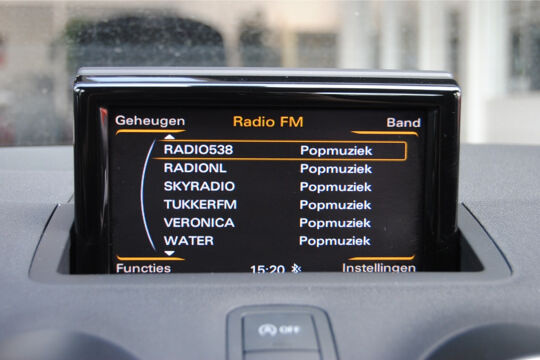 Geheugen Radio FM Band
RADIO538 Popmuziek
RADIONL Popmuziek
SKYRADIO Popmuziek
TUKKERFM Popmuziek
VERONICA Popmuziek
WATER Popmuziek
Functies 15:20 Instellingen
OFF